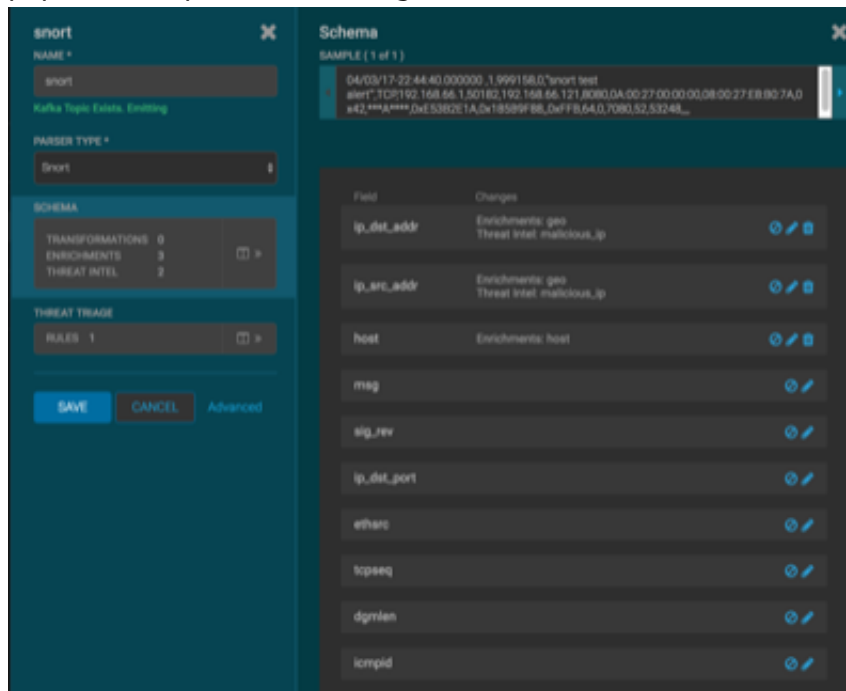 snort
NAME *
snort
Kafka Topic Exists. Emitting
PARSER TYPE *
Snort
SCHEMA
TRANSFORMATIONS 0
ENRICHMENTS 3
THREAT INTEL 2
THREAT TRIAGE
RULES 1
SAVE CANCEL Advanced
Schema
SAMPLE ( 1 of 1 )
04/03/17-22:44:40.000000 ,1,999158,0,"snort test
alert",TCP,192.168.66.1,50182,192.168.66.121,8080,0A:00:27:00:00:00,08:00:27:E8:B0:7A,0
x42,***A****,0xE53B2E1A,0x185B9F88,,0xFFB,64,0,7080,52,53248,,,
Field Changes
ip_dst_addr Enrichments: geo
Threat Intel: malicious_ip
ip_src_addr Enrichments: geo
Threat Intel: malicious_ip
host Enrichments: host
msg
sig_rev
ip_dst_port
ethsrc
tcpseq
dgmlen
icmpid